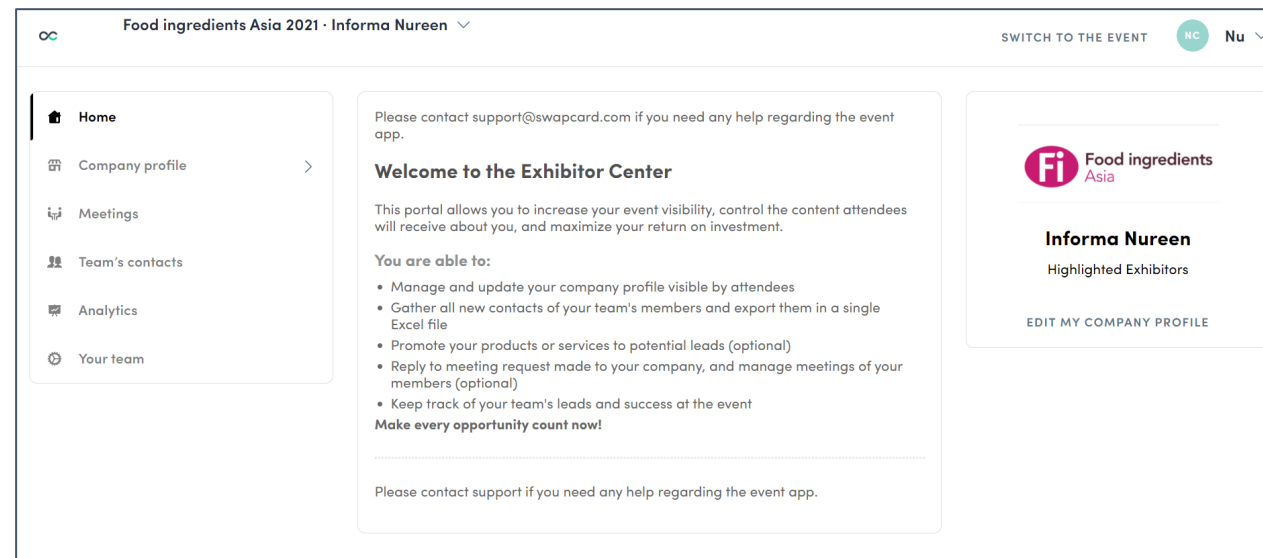 Food ingredients Asia 2021 · Informa Nureen
SWITCH TO THE EVENT
NC
Nu
Home
Company profile
Meetings
Team's contacts
Analytics
Your team
Please contact support@swapcard.com if you need any help regarding the event
app.
Welcome to the Exhibitor Center
This portal allows you to increase your event visibility, control the content attendees
will receive about you, and maximize your return on investment.
You are able to:
• Manage and update your company profile visible by attendees
• Gather all new contacts of your team's members and export them in a single
Excel file
• Promote your products or services to potential leads (optional)
• Reply to meeting request made to your company, and manage meetings of your
members (optional)
• Keep track of your team's leads and success at the event
Make every opportunity count now!
Please contact support if you need any help regarding the event app.
Fi
Food ingredients
Asia
Informa Nureen
Highlighted Exhibitors
EDIT MY COMPANY PROFILE